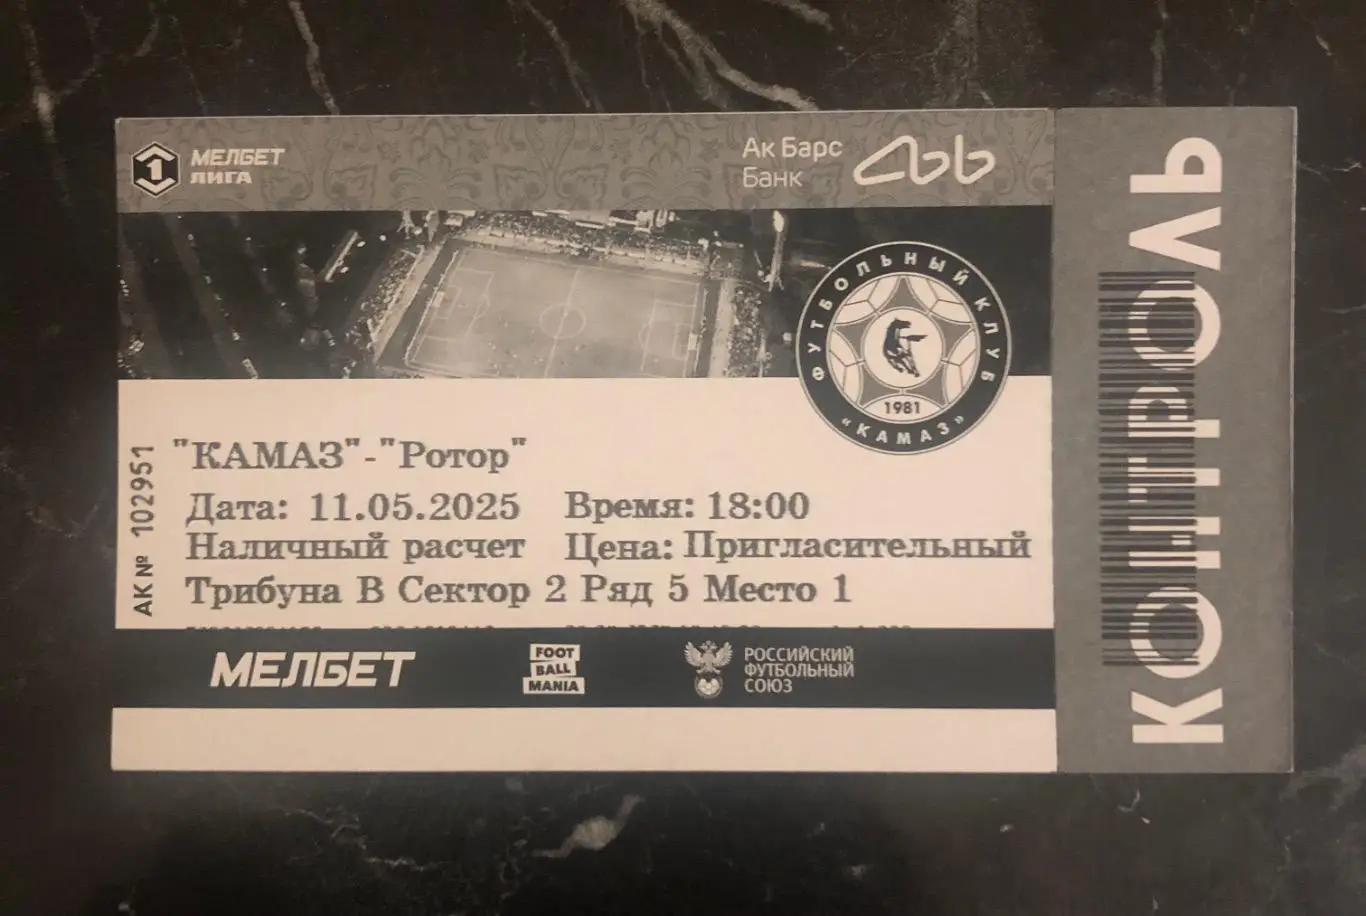 1 МЕЛБЕТ
ЛИГА
Ак Барс
Банк
ФУТБОЛЬНЫЙ КЛУБ
1981
«КАМАЗ»
АК № 102951
"КАМАЗ"-"Ротор"
Дата: 11.05.2025 Время: 18:00
Наличный расчет Цена: Пригласительный
Трибуна В Сектор 2 Ряд 5 Место 1
МЕЛБЕТ
FOOT
BALL
MANIA
РОССИЙСКИЙ
ФУТБОЛЬНЫЙ
СОЮЗ
КОНТРОЛЬ